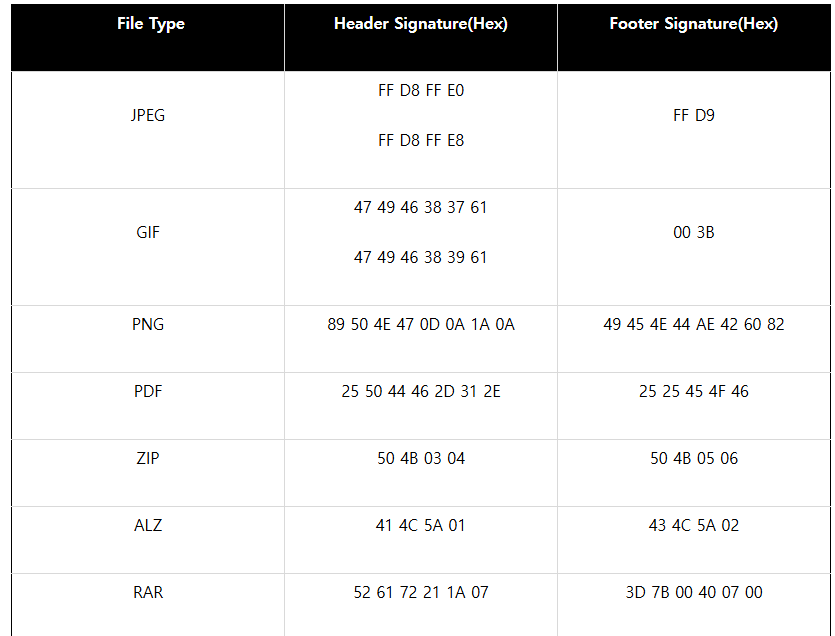 File Type Header Signature(Hex) Footer Signature(Hex)
JPEG
FF D8 FF E0
FF D8 FF E8
FF D9
GIF
47 49 46 38 37 61
47 49 46 38 39 61
00 3B
PNG 89 50 4E 47 0D 0A 1A 0A 49 45 4E 44 AE 42 60 82
PDF 25 50 44 46 2D 31 2E 25 25 45 4F 46
ZIP 50 4B 03 04 50 4B 05 06
ALZ 41 4C 5A 01 43 4C 5A 02
RAR 52 61 72 21 1A 07 3D 7B 00 40 07 00